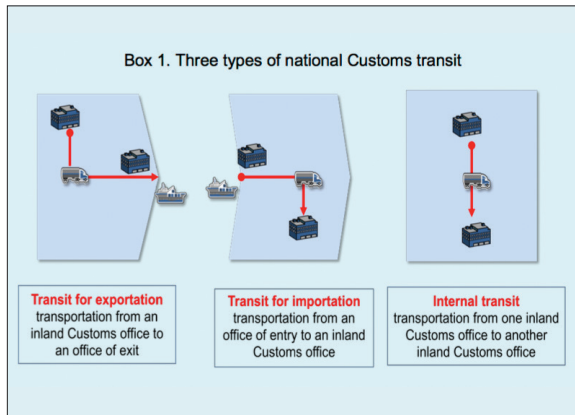 Box 1. Three types of national Customs transit
Transit for exportation
transportation from an
inland Customs office to
an office of exit
Transit for importation
transportation from an
office of entry to an inland
Customs office
Internal transit
transportation from one inland
Customs office to another
inland Customs office